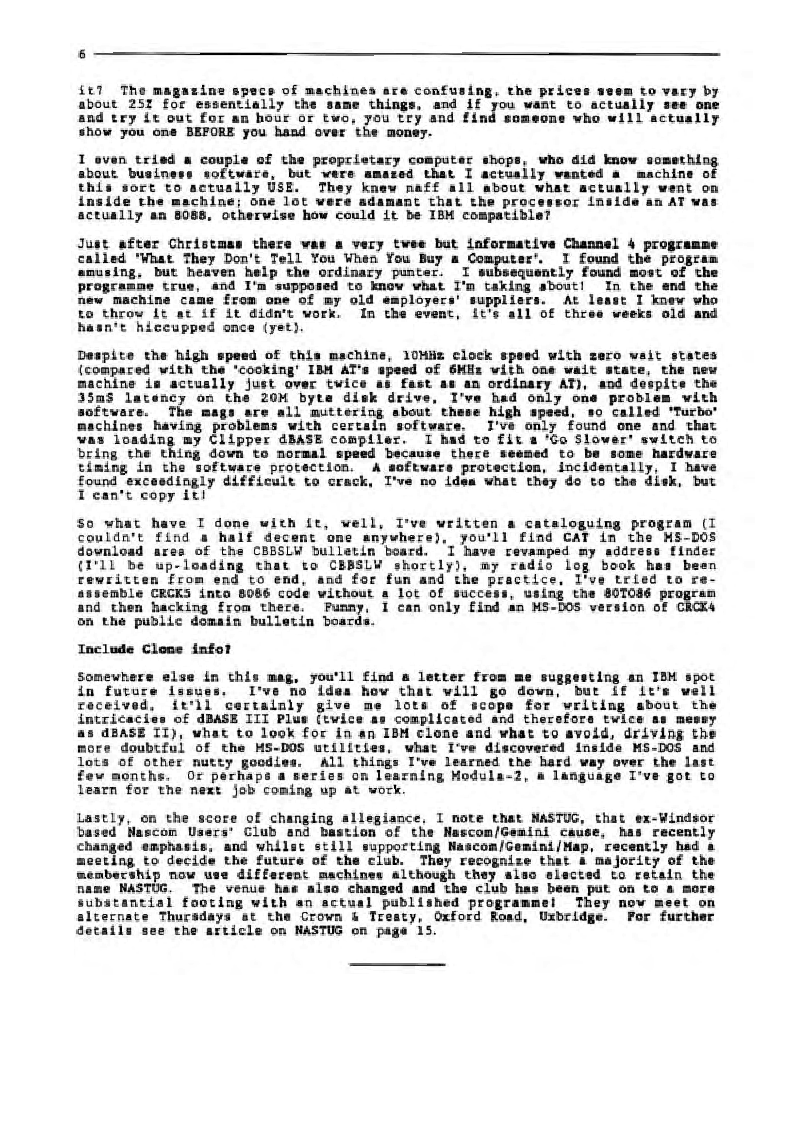 6
it? The magazine specs of machines are confusing, the prices seem to vary by
about 25% for essentially the same things, and if you want to actually see one
and try it out for an hour or two, you try and find someone who will actually
show you one BEFORE you hand over the money.
I even tried a couple of the proprietary computer shops, who did know something
about business software, but were amazed that I actually wanted a machine of
this sort to actually USE. They knew naff all about what actually went on
inside the machine; one lot were adamant that the processor inside an AT was
actually an 8088, otherwise how could it be IBM compatible?
Just after Christmas there was a very twee but informative Channel 4 programme
called 'What They Don't Tell You When You Buy a Computer'. I found the program
amusing, but heaven help the ordinary punter. I subsequently found most of the
programme true, and I'm supposed to know what I'm taking about! In the end the
new machine came from one of my old employers' suppliers. At least I knew who
to throw it at if it didn't work. In the event, it's all of three weeks old and
hasn't hiccupped once (yet).
Despite the high speed of this machine, 10MHz clock speed with zero wait states
(compared with the 'cooking' IBM AT's speed of 6MHz with one wait state, the new
machine is actually just over twice as fast as an ordinary AT), and despite the
35mS latency on the 20M byte disk drive, I've had only one problem with
software. The mags are all muttering about these high speed, so called 'Turbo'
machines having problems with certain software. I've only found one and that
was loading my Clipper dBASE compiler. I had to fit a 'Go Slower' switch to
bring the thing down to normal speed because there seemed to be some hardware
timing in the software protection. A software protection, incidentally, I have
found exceedingly difficult to crack, I've no idea what they do to the disk, but
I can't copy it!
So what have I done with it, well, I've written a cataloguing program (I
couldn't find a half decent one anywhere), you'll find CAT in the MS-DOS
download area of the CBBSLW bulletin board. I have revamped my address finder
(I'll be up-loading that to CBBSLW shortly), my radio log book has been
rewritten from end to end, and for fun and the practice, I've tried to re-
assemble CRCK5 into 8086 code without a lot of success, using the 80TO86 program
and then hacking from there. Funny, I can only find an MS-DOS version of CRCK4
on the public domain bulletin boards.
Include Clone info?
Somewhere else in this mag, you'll find a letter from me suggesting an IBM spot
in future issues. I've no idea how that will go down, but if it's well
received, it'll certainly give me lots of scope for writing about the
intricacies of dBASE III Plus (twice as complicated and therefore twice as messy
as dBASE II), what to look for in an IBM clone and what to avoid, driving the
more doubtful of the MS-DOS utilities, what I've discovered inside MS-DOS and
lots of other nutty goodies. All things I've learned the hard way over the last
few months. Or perhaps a series on learning Modula-2, a language I've got to
learn for the next job coming up at work.
Lastly, on the score of changing allegiance, I note that NASTUG, that ex-Windsor
based Nascom Users' Club and bastion of the Nascom/Gemini cause, has recently
changed emphasis, and whilst still supporting Nascom/Gemini/Map, recently had a
meeting to decide the future of the club. They recognize that a majority of the
membership now use different machines although they also elected to retain the
name NASTUG. The venue has also changed and the club has been put on to a more
substantial footing with an actual published programme! They now meet on
alternate Thursdays at the Crown & Treaty, Oxford Road, Uxbridge. For further
details see the article on NASTUG on page 15.